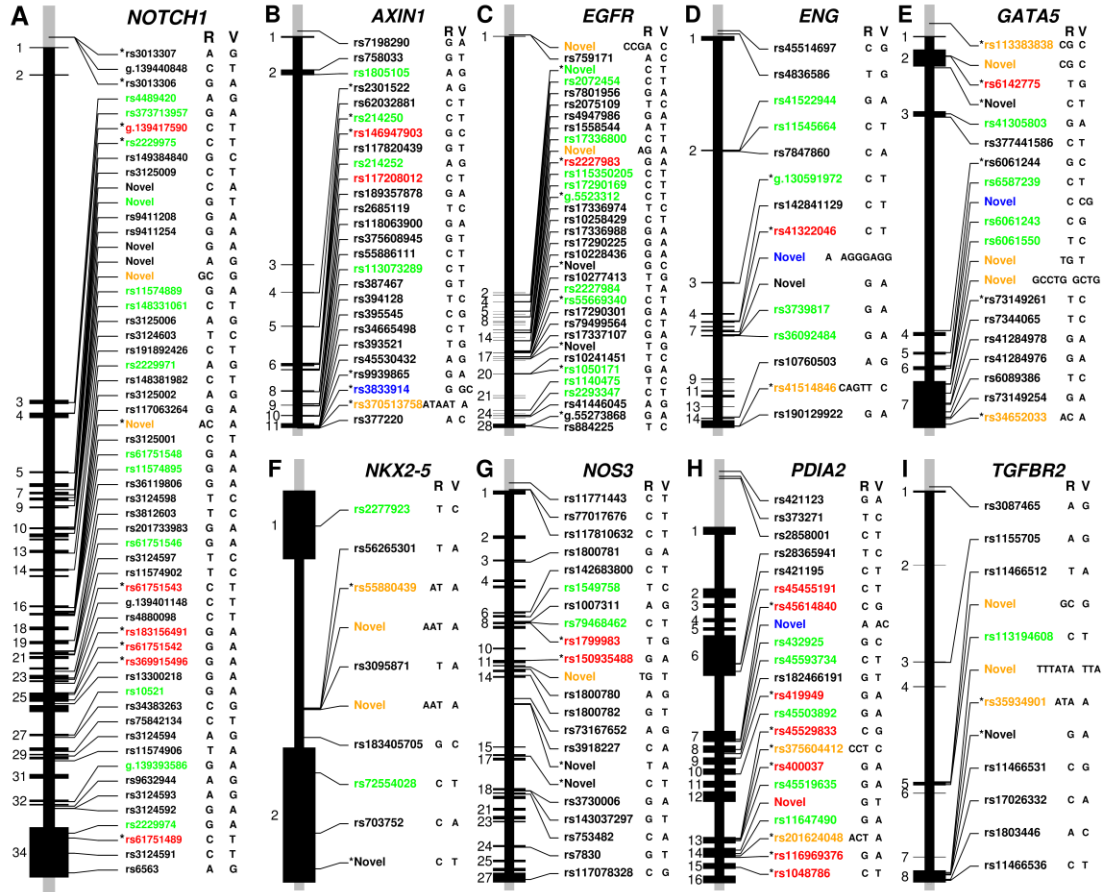 A NOTCH1
R V
*rs3013307 A G
g.139440848 C T
*rs3013306 A G
rs4489420 A G
rs373713957 G A
*g.139417590 C T
*rs2229975 C T
rs149384840 G C
rs3125009 C T
Novel C A
Novel G T
rs9411208 G A
rs9411254 G A
Novel G A
Novel A G
Novel GC G
rs11574889 G A
rs148331061 C T
rs3125006 A G
rs3124603 T C
rs191892426 C T
rs2229971 A G
rs148381982 C T
rs3125002 A G
rs117063264 G A
*Novel AC A
rs3125001 C T
rs61751548 G A
rs11574895 G A
rs36119806 G A
rs3124598 T C
rs3812603 T C
rs201733983 G A
rs61751546 G A
rs3124597 T C
rs11574902 T C
*rs61751543 C T
g.139401148 C T
rs4880098 C T
*rs183156491 G A
*rs61751542 G A
*rs369915496 G A
rs13300218 G A
rs10521 G A
rs34383263 C G
rs75842134 C T
rs3124594 A G
rs11574906 T A
g.139393586 G A
rs9632944 A G
rs3124593 A G
rs3124592 G A
rs2229974 G A
*rs61751489 C T
rs3124591 C T
rs6563 A G
1
2
3
4
5
7
9
10
13
14
16
18
19
21
23
25
27
29
31
32
34
B AXIN1
R V
rs7198290 G A
rs758033 G T
rs1805105 A G
*rs2301522 A G
rs62032881 C T
*rs214250 C T
*rs146947903 G C
rs117820439 G T
rs214252 A G
rs117208012 C T
rs189357878 G A
rs2685119 T C
rs118063900 G A
rs375608945 G T
rs55886111 C T
rs113073289 C T
rs387467 G T
rs394128 T C
rs395545 C G
rs34665498 C T
rs393521 T G
rs45530432 A G
rs9939865 G A
*rs3833914 G GC
*rs370513758 ATAAT A
rs377220 A C
1
2
3
4
5
6
8
9
10
11
C EGFR
R V
Novel CCGA C
rs759171 A C
*Novel C T
rs2072454 C T
rs7801956 G A
rs2075109 T C
rs4947986 G A
rs1558544 A T
rs17336800 C T
Novel AG A
*rs2227983 G A
rs115350205 C T
rs17290169 C T
*g.5523312 C T
rs17336974 T C
rs10258429 C T
rs17336988 G A
rs17290225 G A
rs10228436 G A
*Novel G C
rs10277413 T G
rs2227984 T A
*rs55669340 C T
rs17290301 G A
rs79499564 C T
rs17337107 G A
*Novel T G
rs10241451 T C
*rs1050171 G A
rs1140475 T C
rs2293347 C T
rs41446045 A G
*g.55273868 G A
rs884225 T C
1
2
4
5
8
14
17
20
21
24
28
D ENG
R V
rs45514697 C G
rs4836586 T G
rs41522944 G A
rs11545664 C T
rs7847860 C A
*g.130591972 C T
rs142841129 C T
*rs41322046 C T
Novel A AGGGAGG
Novel G A
rs3739817 G A
rs36092484 G A
rs10760503 A G
*rs41514846 CAGTT C
rs190129922 G A
1
2
3
4
7
9
11
13
14
E GATA5
R V
*rs113383838 CG C
Novel CG C
*rs6142775 T G
*Novel C T
rs41305803 G A
rs377441586 C T
*rs6061244 G C
rs6587239 C T
Novel C CG
rs6061243 C G
rs6061550 T C
Novel TG T
Novel GCCTG GCTG
*rs73149261 T C
rs7344065 T C
rs41284978 G A
rs41284976 G A
rs6089386 T C
rs73149254 G A
*rs34652033 AC A
1
2
3
4
5
6
7
F NKX2-5
R V
rs2277923 T C
rs56265301 T A
*rs55880439 AT A
Novel AAT A
rs3095871 T A
Novel AAT A
rs183405705 G C
rs72554028 C T
rs703752 C A
*Novel C T
1
2
G NOS3
R V
rs11771443 C T
rs77017676 C T
rs117810632 C T
rs1800781 G A
rs142683800 C T
rs1549758 T C
rs1007311 A G
rs79468462 C T
*rs1799983 T G
*rs150935488 G A
Novel TG T
rs1800780 A G
rs1800782 G T
rs73167652 A G
rs3918227 C A
*Novel T A
*Novel C T
rs3730006 G A
rs143037297 G T
rs753482 C A
rs7830 G T
rs117078328 C G
1
2
3
4
6
8
10
11
14
15
17
18
21
23
24
25
27
H PDIA2
R V
rs421123 G A
rs373271 T C
rs2858001 C T
rs28365941 T C
rs421195 C T
*rs45455191 C T
*rs45614840 C G
Novel A AC
rs432925 G C
rs45593734 C T
rs182466191 G T
*rs419949 G A
rs45503892 G A
*rs45529833 C G
*rs375604412 CCT C
*rs400037 G A
rs45519635 G A
Novel G T
rs11647490 G A
*rs201624048 ACT A
*rs116969376 G A
*rs1048786 C T
1
2
3
4
5
6
7
8
9
10
11
12
13
14
15
16
I TGFBR2
R V
rs3087465 A G
rs1155705 A G
rs11466512 T A
Novel GC G
rs113194608 C T
Novel TTTATA TTA
*rs35934901 ATA A
*Novel G A
rs11466531 C G
rs17026332 C A
rs1803446 A C
rs11466536 C T
1
2
3
4
5
6
7
8